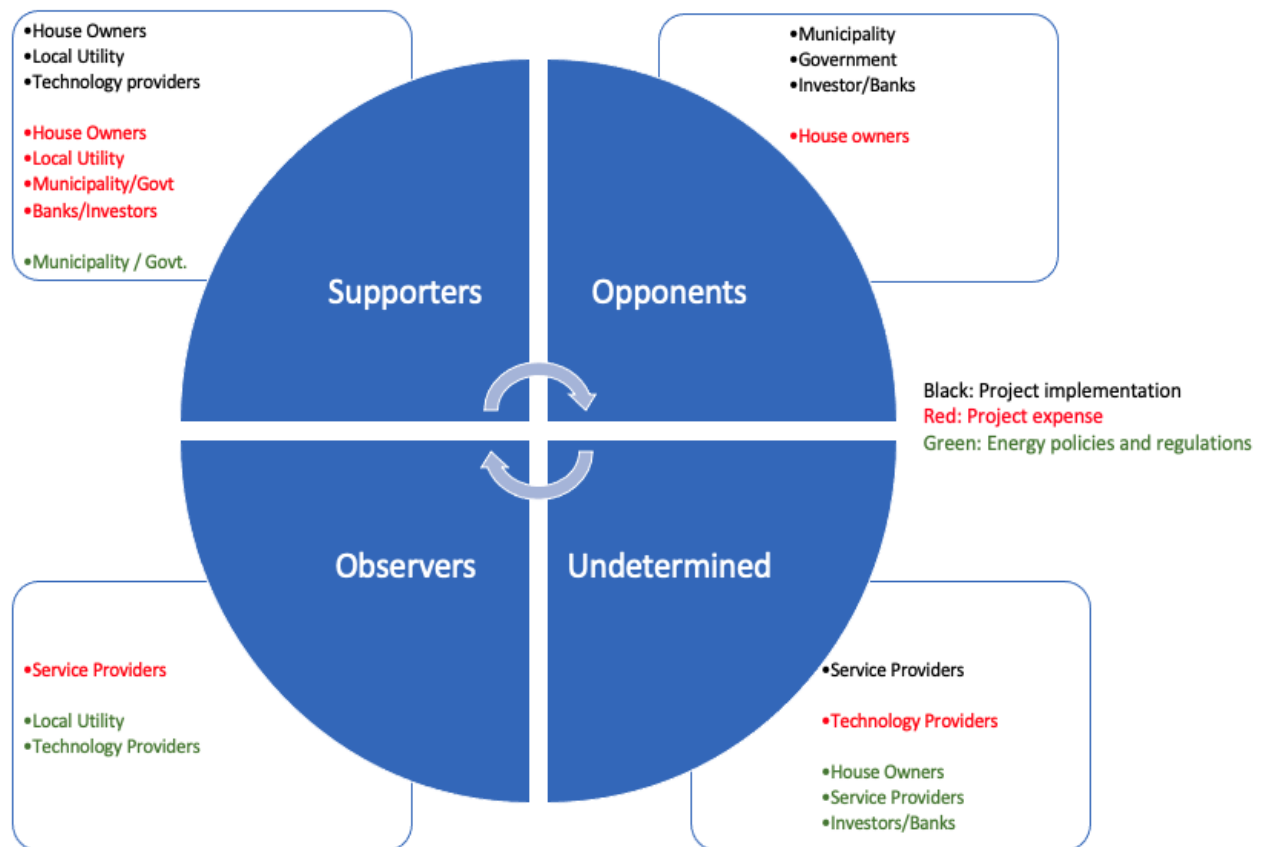 •House Owners
•Local Utility
•Technology providers
•House Owners
•Local Utility
•Municipality/Govt
•Banks/Investors
•Municipality / Govt.
•Municipality
•Government
•Investor/Banks
•House owners
Supporters
Opponents
Black: Project implementation
Red: Project expense
Green: Energy policies and regulations
Observers
Undetermined
•Service Providers
•Local Utility
•Technology Providers
•Service Providers
•Technology Providers
•House Owners
•Service Providers
•Investors/Banks